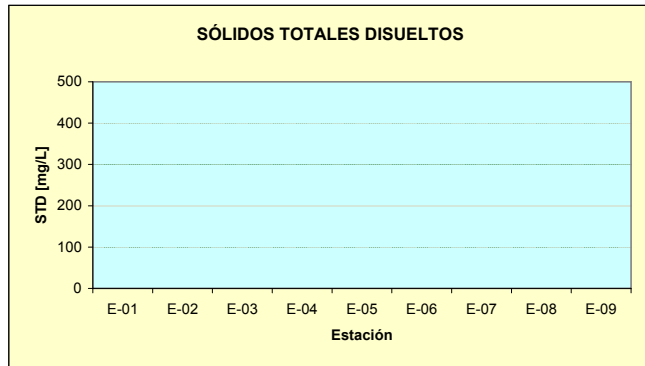 SÓLIDOS TOTALES DISUELTOS
500
400
300
200
100
0
STD [mg/L]
E-01 E-02 E-03 E-04 E-05 E-06 E-07 E-08 E-09
Estación